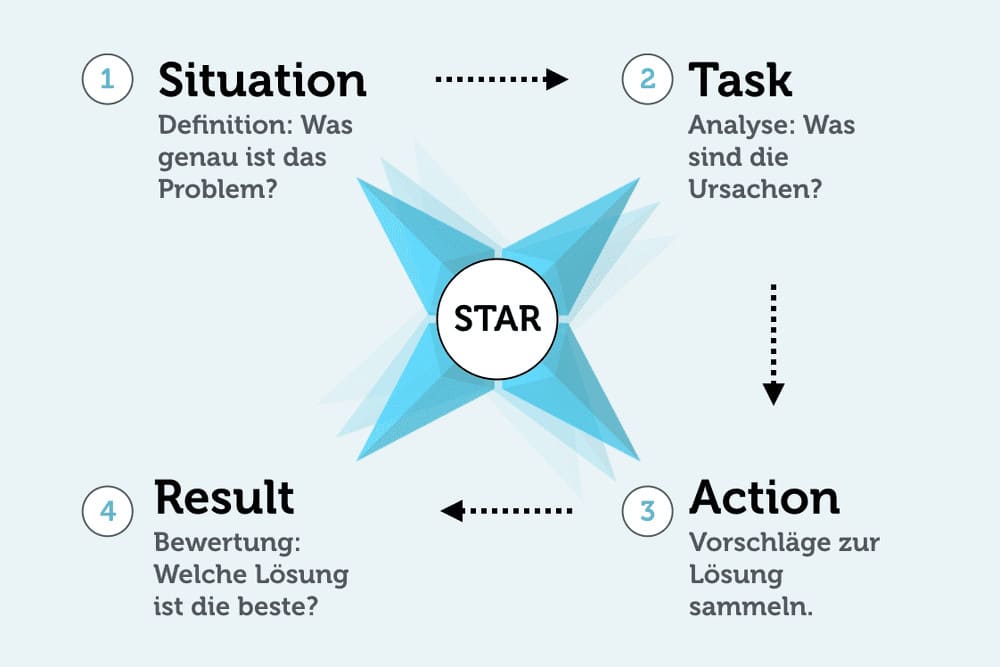 1
Situation
Definition: Was
genau ist das
Problem?
2
Task
Analyse: Was
sind die
Ursachen?
STAR
3
Action
Vorschläge zur
Lösung
sammeln.
4
Result
Bewertung:
Welche Lösung
ist die beste?